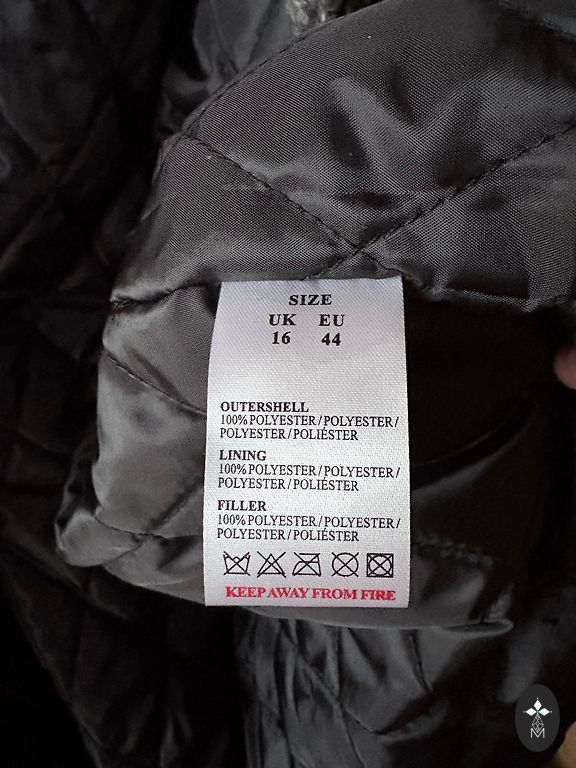 SIZE
UK EU
16 44
OUTERSHELL
100% POLYESTER / POLYESTER /
POLYESTER / POLIÉSTER
LINING
100% POLYESTER / POLYESTER /
POLYESTER / POLIÉSTER
FILLER
100% POLYESTER / POLYESTER /
POLYESTER / POLIÉSTER
KEEP AWAY FROM FIRE